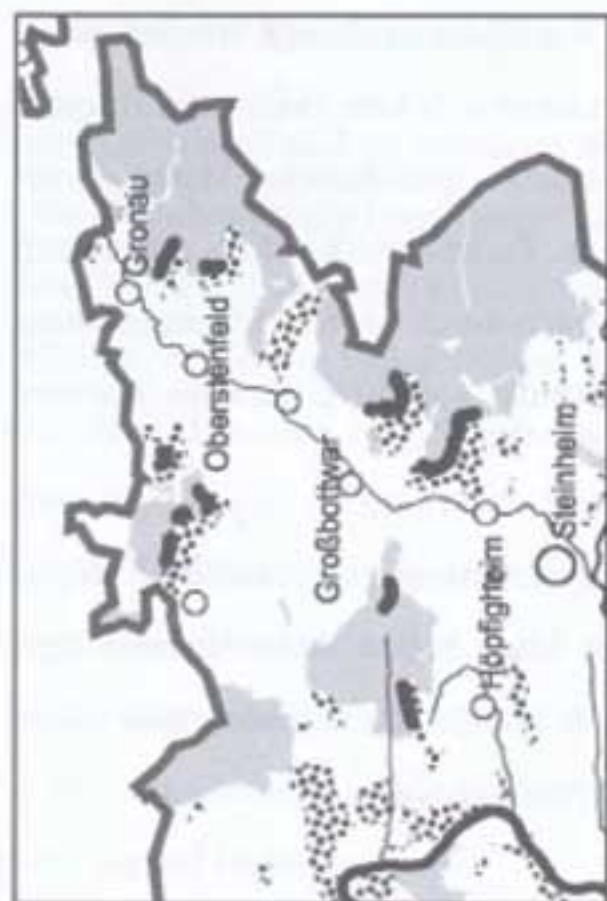 Gronau
Oberstenfeld
Großbottwar
Höpfigheim
Steinheim